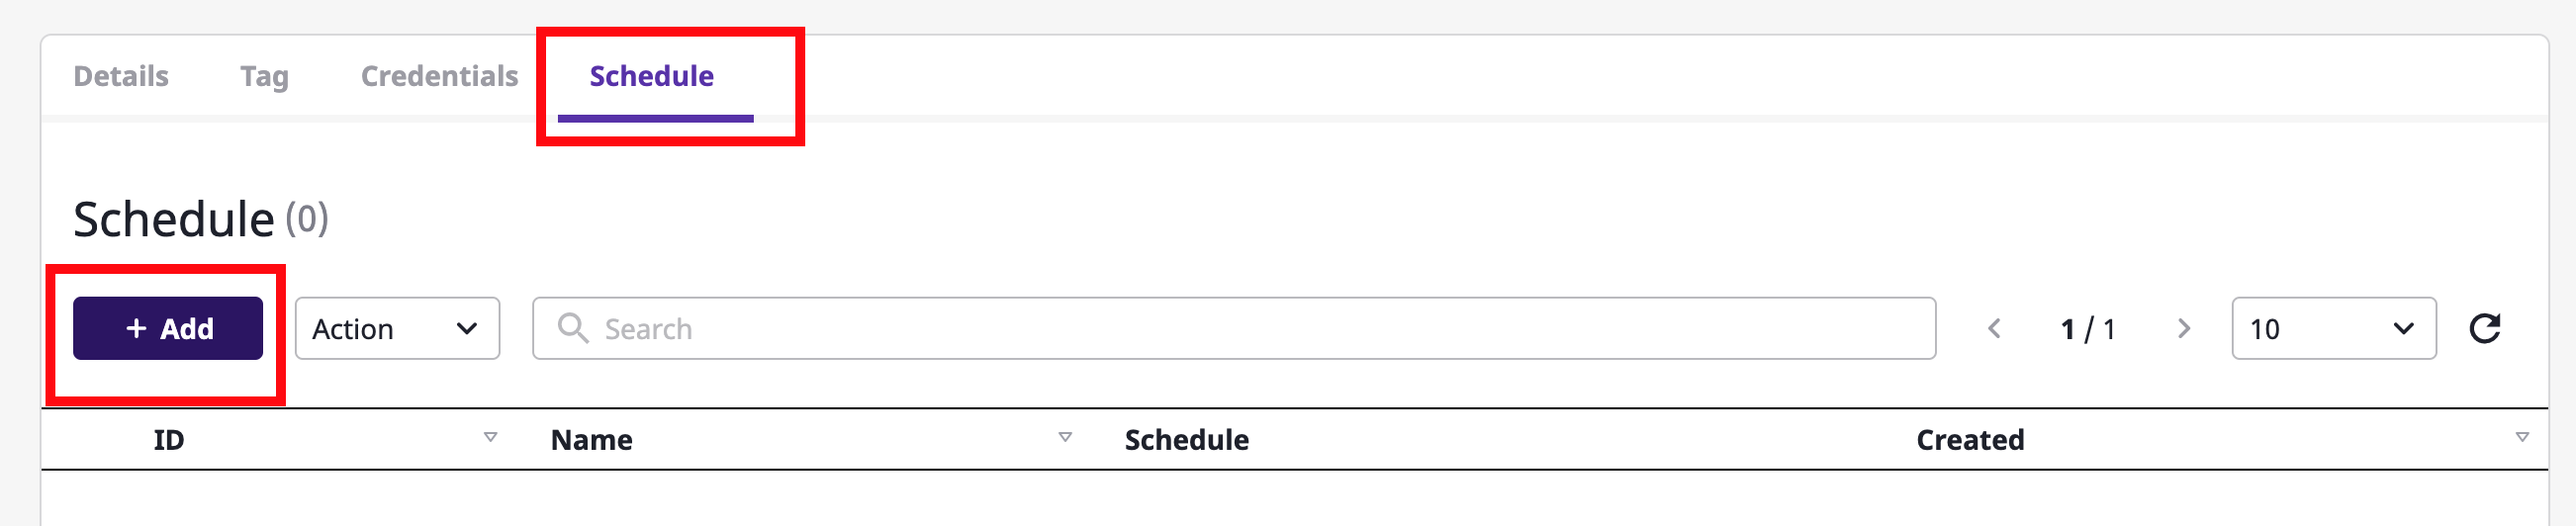 Details Tag Credentials Schedule
Schedule (0)
+ Add Action Search 1 / 1 10
ID Name Schedule Created